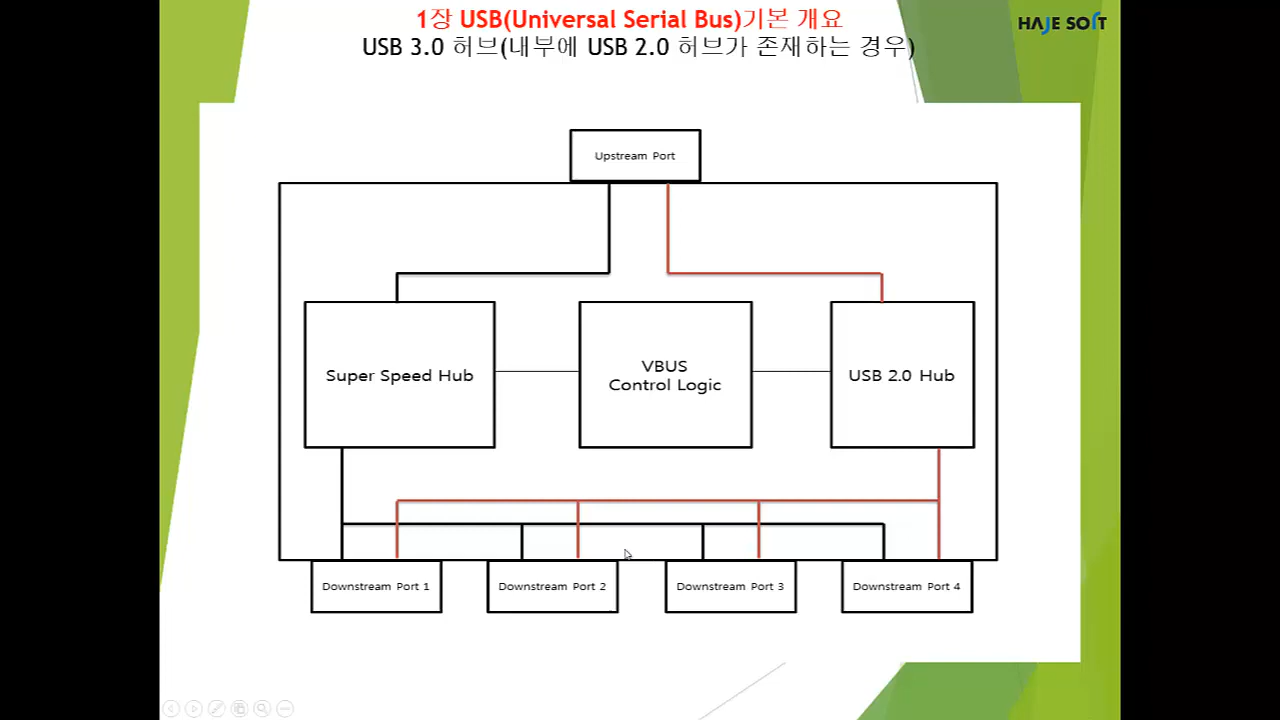 1장 USB(Universal Serial Bus)기본 개요
HAJE SOFT
USB 3.0 허브(내부에 USB 2.0 허브가 존재하는 경우)
Upstream Port
Super Speed Hub
VBUS
Control Logic
USB 2.0 Hub
Downstream Port 1
Downstream Port 2
Downstream Port 3
Downstream Port 4